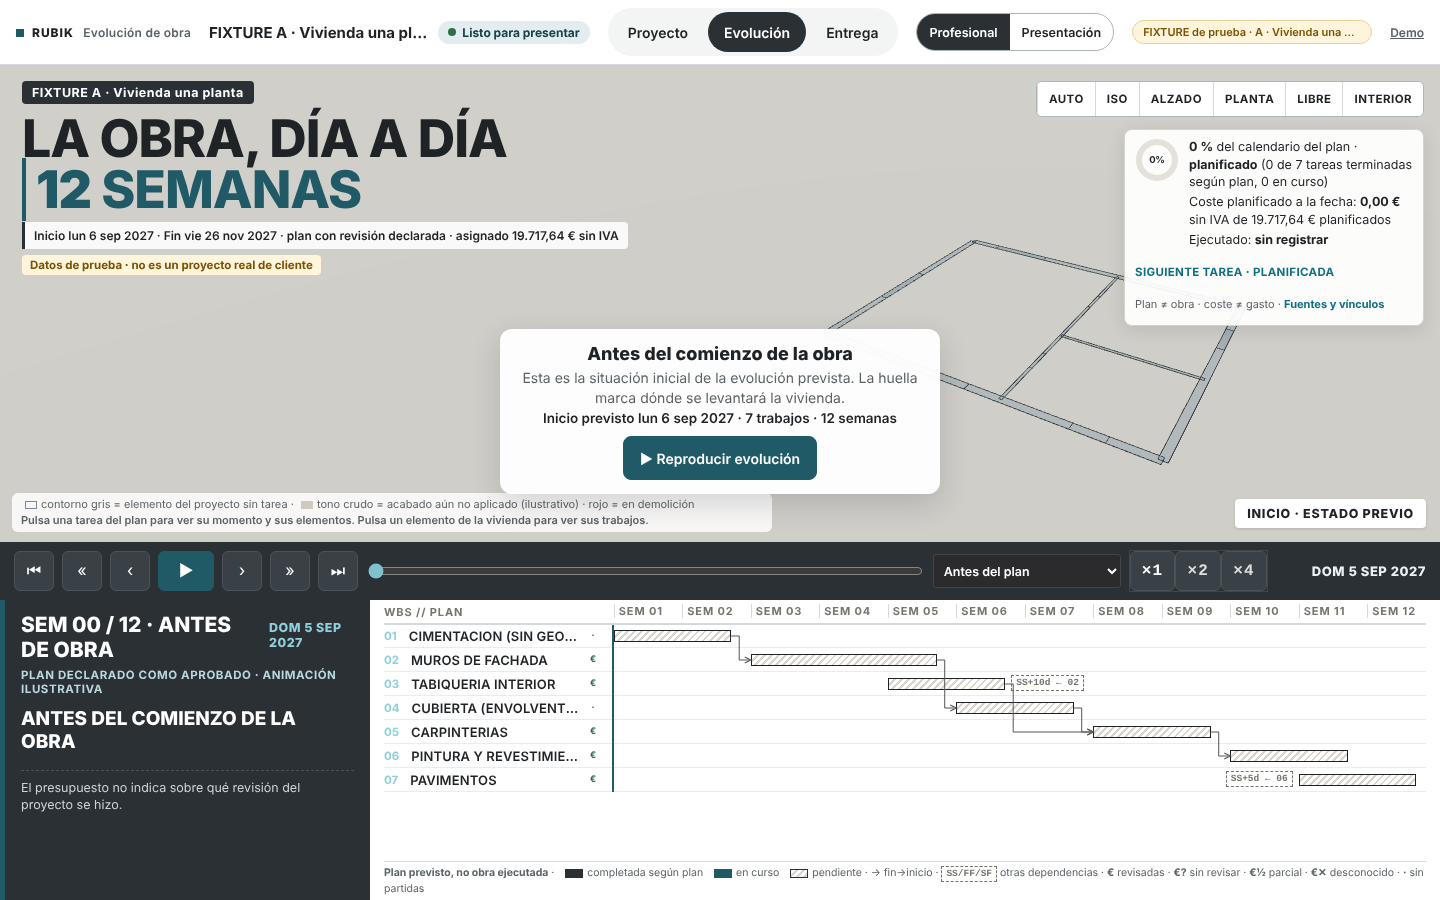 RUBIK Evolución de obra FIXTURE A · Vivienda una pl... Listo para presentar Proyecto Evolución Entrega Profesional Presentación FIXTURE de prueba · A · Vivienda una ... Demo
FIXTURE A · Vivienda una planta
AUTO ISO ALZADO PLANTA LIBRE INTERIOR
LA OBRA, DÍA A DÍA
12 SEMANAS
Inicio lun 6 sep 2027 · Fin vie 26 nov 2027 · plan con revisión declarada · asignado 19.717,64 € sin IVA
Datos de prueba · no es un proyecto real de cliente
0%
0 % del calendario del plan ·
planificado (0 de 7 tareas terminadas
según plan, 0 en curso)
Coste planificado a la fecha: 0,00 €
sin IVA de 19.717,64 € planificados
Ejecutado: sin registrar
SIGUIENTE TAREA · PLANIFICADA
Plan ≠ obra · coste ≠ gasto · Fuentes y vínculos
Antes del comienzo de la obra
Esta es la situación inicial de la evolución prevista. La huella
marca dónde se levantará la vivienda.
Inicio previsto lun 6 sep 2027 · 7 trabajos · 12 semanas
▶ Reproducir evolución
contorno gris = elemento del proyecto sin tarea · tono crudo = acabado aún no aplicado (ilustrativo) · rojo = en demolición
Pulsa una tarea del plan para ver su momento y sus elementos. Pulsa un elemento de la vivienda para ver sus trabajos.
INICIO · ESTADO PREVIO
⏮ « ‹ ▶ › » ⏭ Antes del plan ×1 ×2 ×4 DOM 5 SEP 2027
SEM 00 / 12 · ANTES
DE OBRA
DOM 5 SEP
2027
PLAN DECLARADO COMO APROBADO · ANIMACIÓN
ILUSTRATIVA
ANTES DEL COMIENZO DE LA
OBRA
El presupuesto no indica sobre qué revisión del
proyecto se hizo.
WBS // PLAN SEM 01 SEM 02 SEM 03 SEM 04 SEM 05 SEM 06 SEM 07 SEM 08 SEM 09 SEM 10 SEM 11 SEM 12
01 CIMENTACION (SIN GEO... ·
02 MUROS DE FACHADA €
03 TABIQUERIA INTERIOR € SS+10d ← 02
04 CUBIERTA (ENVOLVENT... ·
05 CARPINTERIAS €
06 PINTURA Y REVESTIMIE... €
07 PAVIMENTOS € SS+5d ← 06
Plan previsto, no obra ejecutada · completada según plan en curso pendiente · → fin→inicio · SS/FF/SF otras dependencias · € revisadas · €? sin revisar · €½ parcial · €✕ desconocido · · sin
partidas